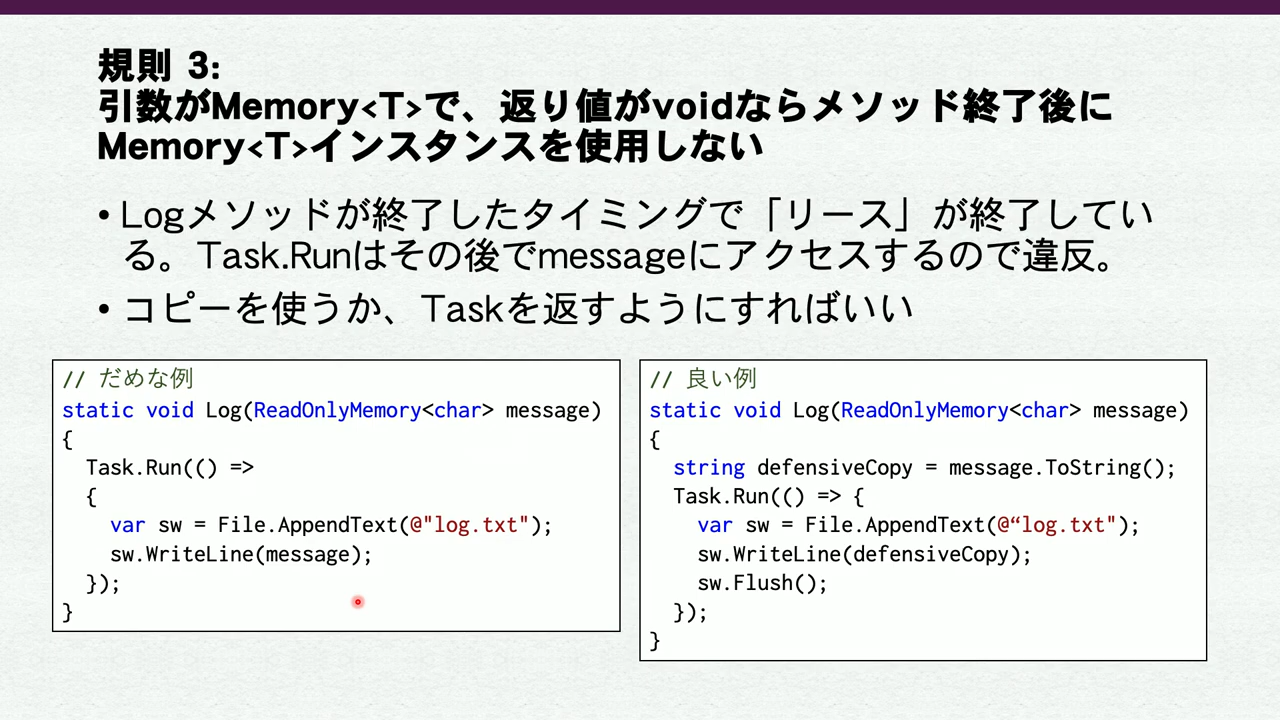 規則 3:
引数がMemory<T>で、返り値がvoidならメソッド終了後に
Memory<T>インスタンスを使用しない
• Logメソッドが終了したタイミングで「リース」が終了してい
る。Task.Runはその後でmessageにアクセスするので違反。
• コピーを使うか、Taskを返すようにすればいい
// だめな例
static void Log(ReadOnlyMemory<char> message)
{
  Task.Run(() =>
  {
    var sw = File.AppendText(@"log.txt");
    sw.WriteLine(message);
  });
}
// 良い例
static void Log(ReadOnlyMemory<char> message)
{
  string defensiveCopy = message.ToString();
  Task.Run(() => {
    var sw = File.AppendText(@“log.txt");
    sw.WriteLine(defensiveCopy);
    sw.Flush();
  });
}